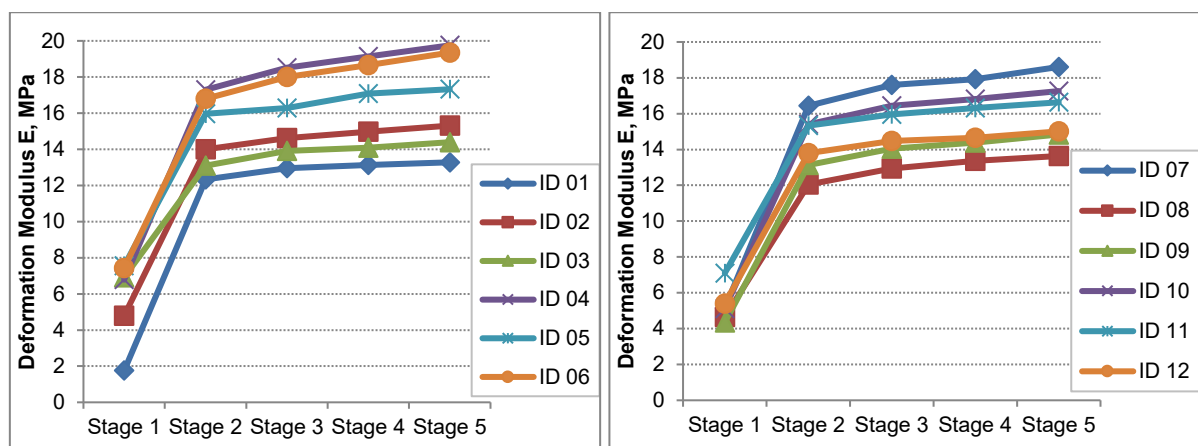 Deformation Modulus E, MPa
20
18
16
14
12
10
8
6
4
2
0
Stage 1 Stage 2 Stage 3 Stage 4 Stage 5
ID 01
ID 02
ID 03
ID 04
ID 05
ID 06
Deformation Modulus E, MPa
20
18
16
14
12
10
8
6
4
2
0
Stage 1 Stage 2 Stage 3 Stage 4 Stage 5
ID 07
ID 08
ID 09
ID 10
ID 11
ID 12